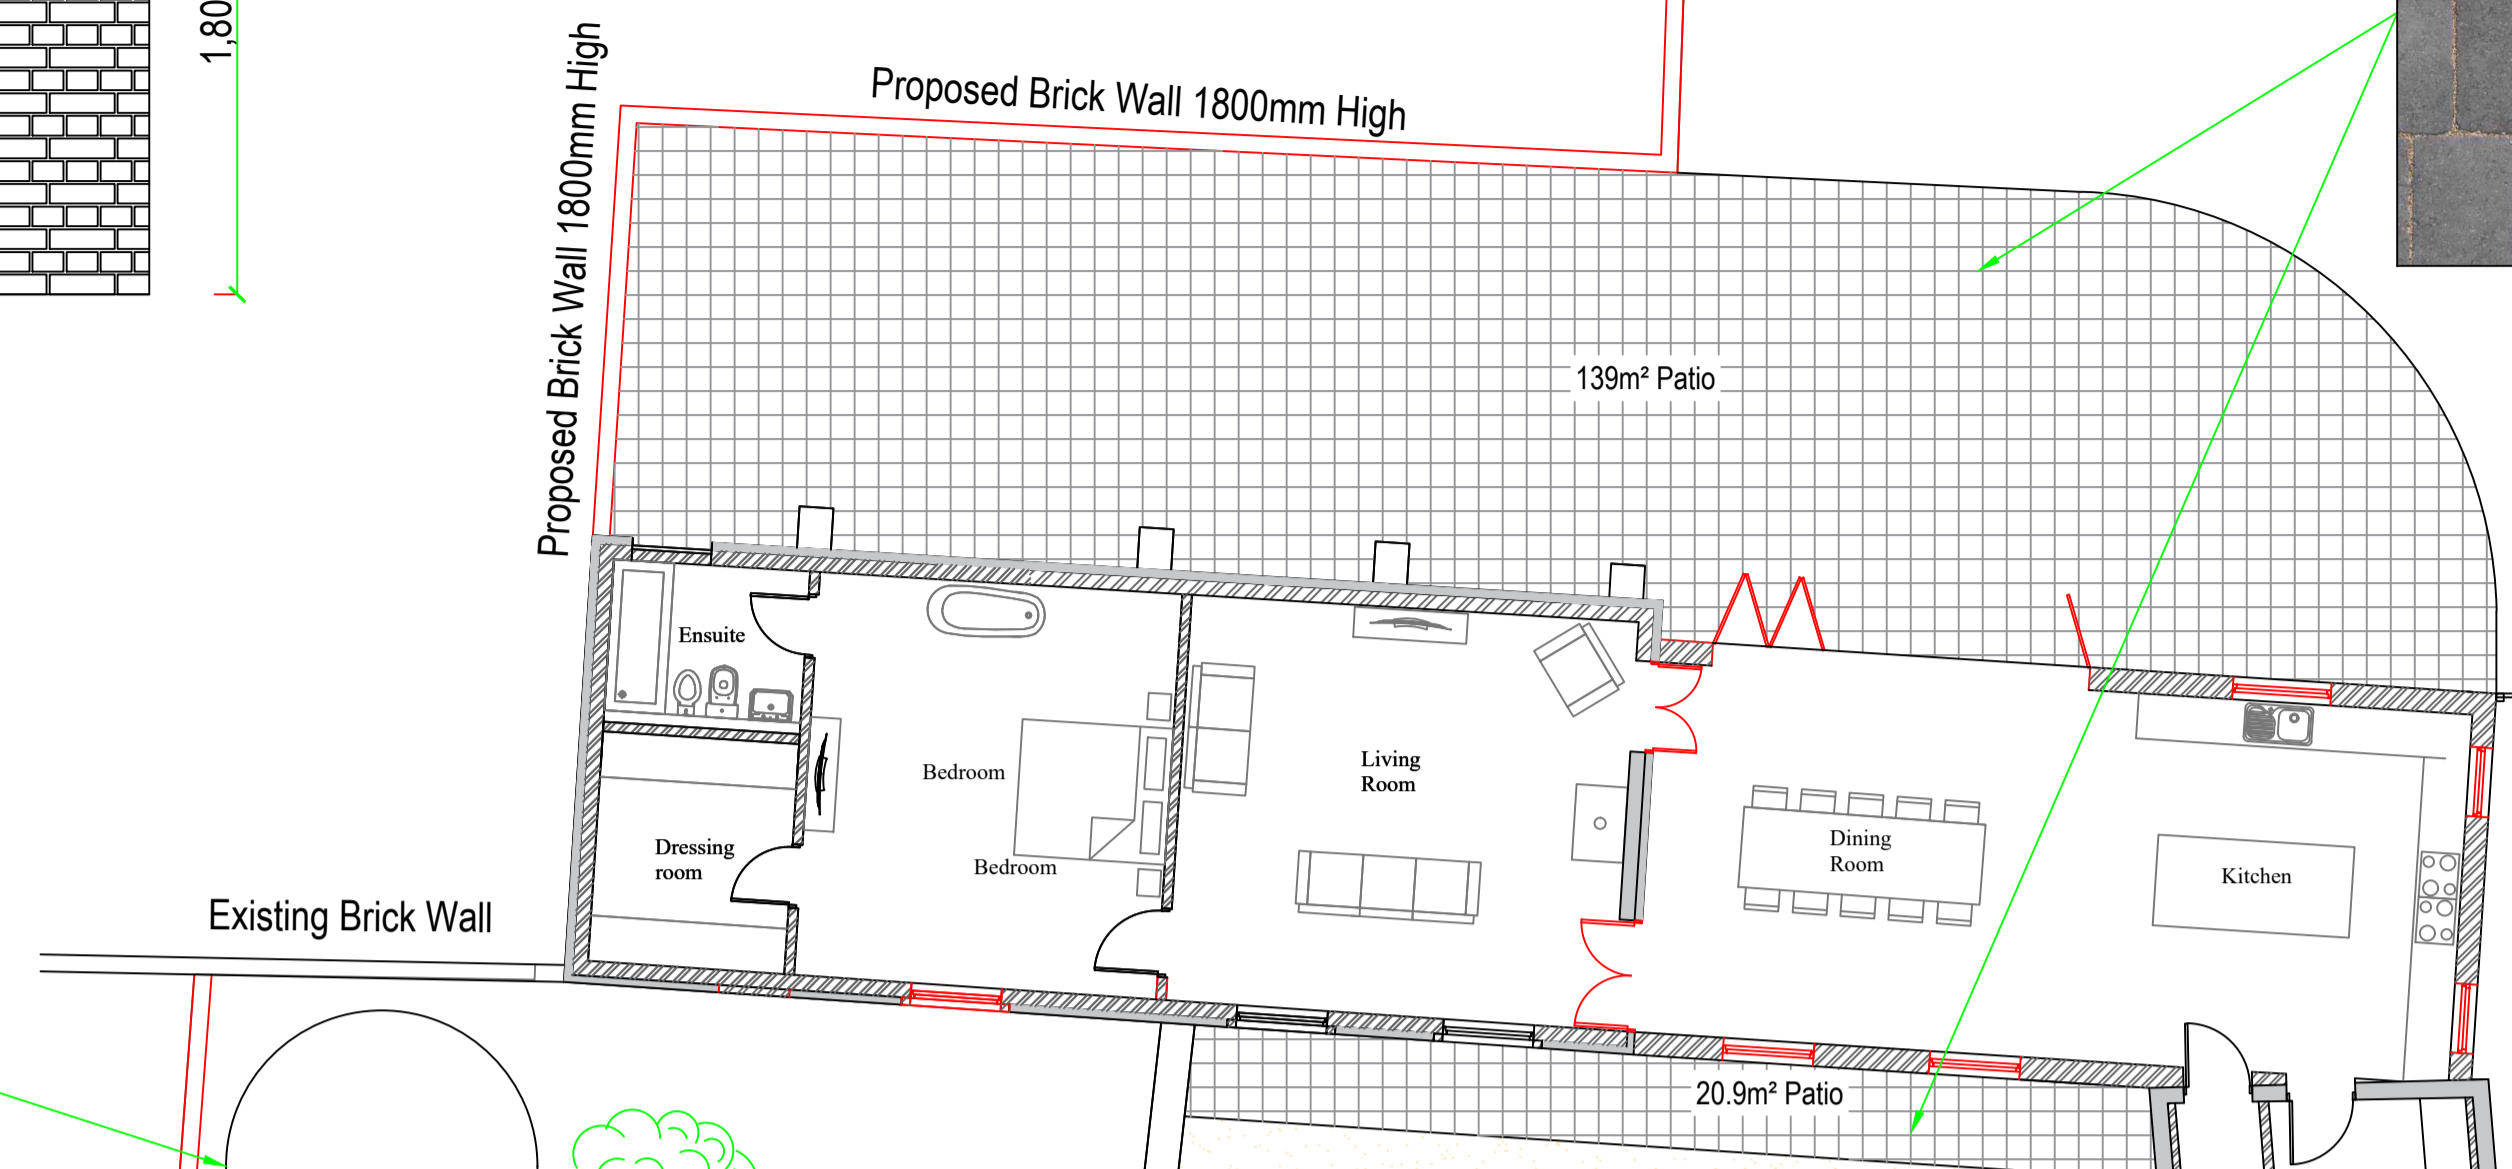 1,80
Proposed Brick Wall 1800mm High
Proposed Brick Wall 1800mm High
139m² Patio
Ensuite
Bedroom
Living
Room
Dressing
room
Bedroom
Dining
Room
Kitchen
Existing Brick Wall
20.9m² Patio